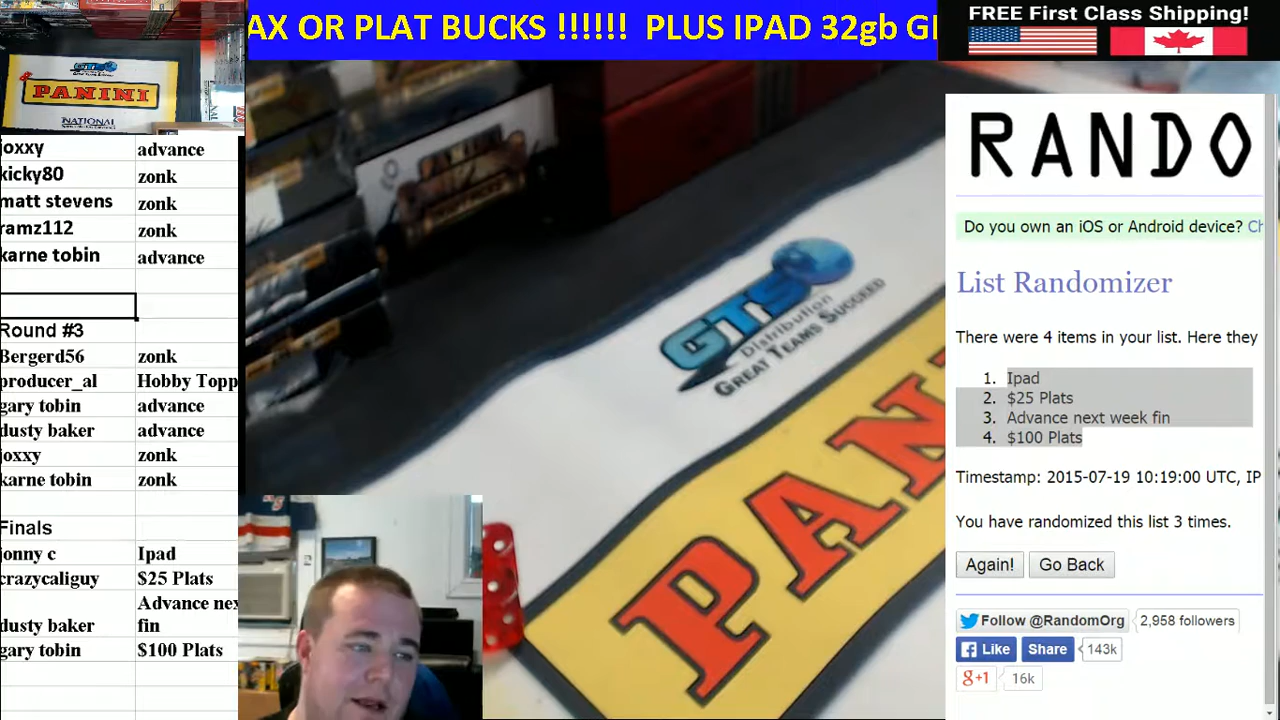 AX OR PLAT BUCKS !!!!!! PLUS IPAD 32gb GI
FREE First Class Shipping!
GTS
GREAT TEAMS SUCCEED
PANINI
NATIONAL
joxxy advance
kicky80 zonk
matt stevens zonk
ramz112 zonk
karne tobin advance
Round #3
Bergerd56 zonk
producer_al Hobby Topp
gary tobin advance
dusty baker advance
joxxy zonk
karne tobin zonk
Finals
jonny c Ipad
crazycaliguy $25 Plats
Advance nex
dusty baker fin
gary tobin $100 Plats
GTS
Distribution
GREAT TEAMS SUCCEED
PANIN
RANDO
Do you own an iOS or Android device? Ch
List Randomizer
There were 4 items in your list. Here they
1. Ipad
2. $25 Plats
3. Advance next week fin
4. $100 Plats
Timestamp: 2015-07-19 10:19:00 UTC, IP
You have randomized this list 3 times.
Again! Go Back
Follow @RandomOrg 2,958 followers
Like Share 143k
g+1 16k